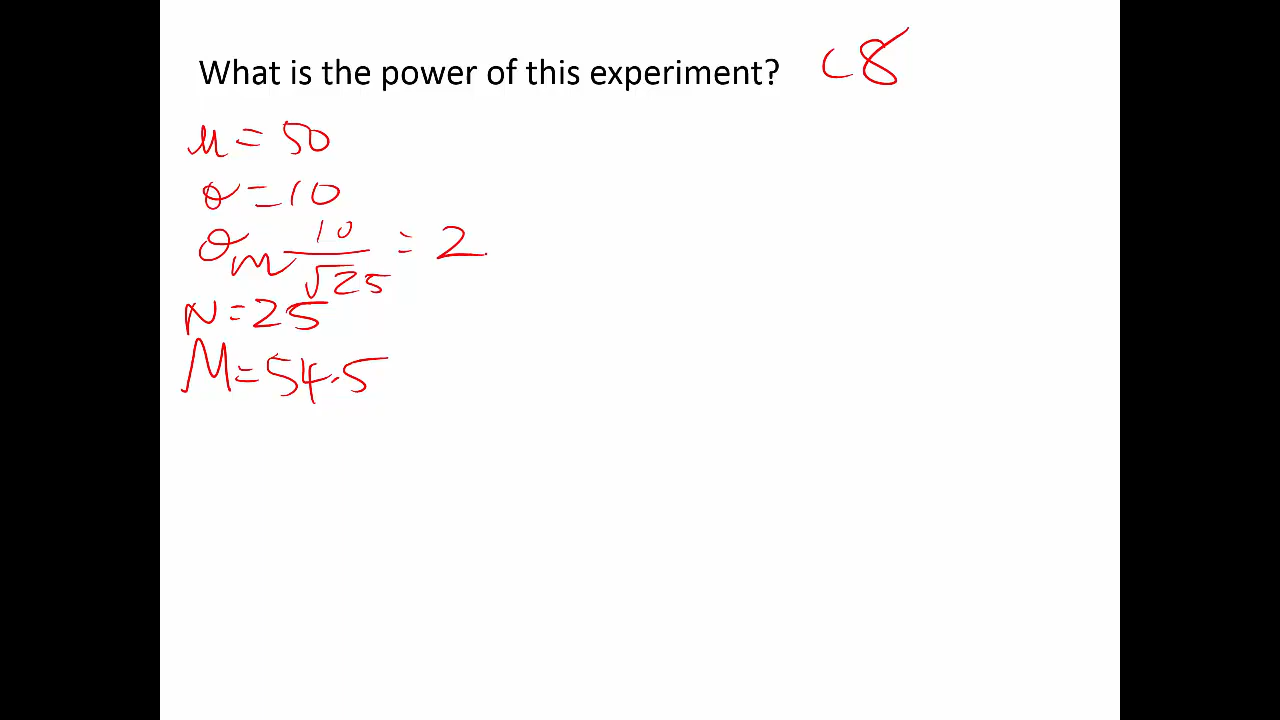 What is the power of this experiment? C8
μ = 50
σ = 10
σm 10/√25 = 2
N = 25
M = 54.5